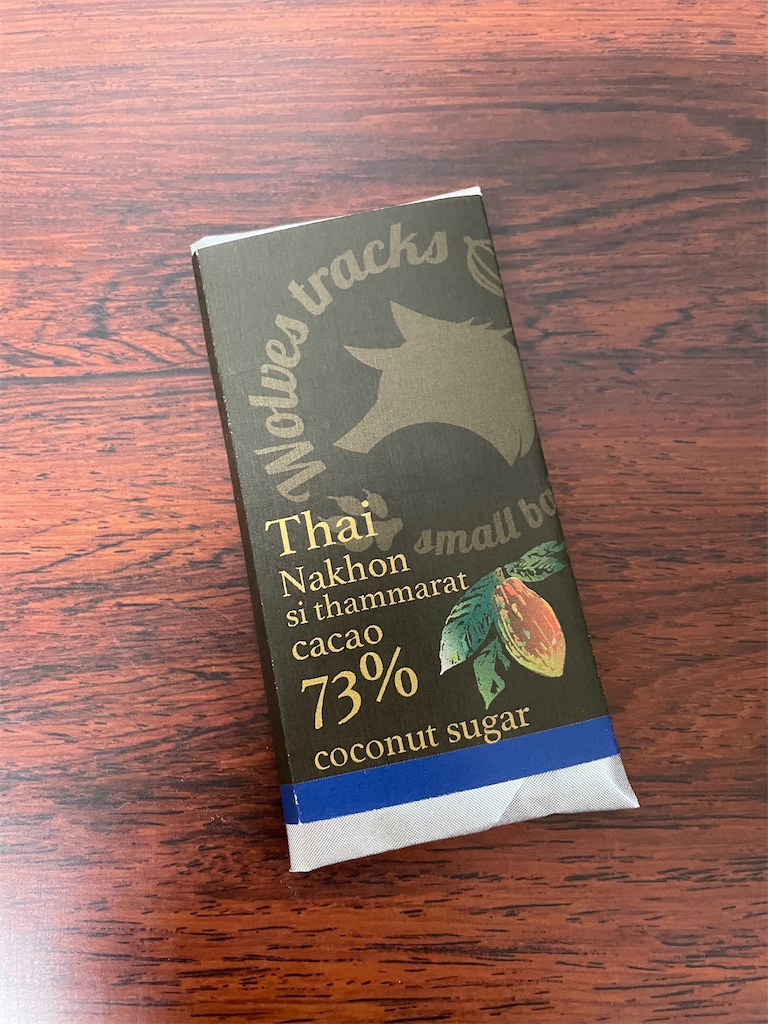 Wolves tracks
small ba
Thai
Nakhon
si thammarat
cacao
73%
coconut sugar